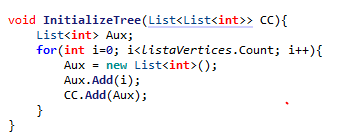 void InitializeTree(List<List<int>> CC){
List<int> Aux;
for(int i=0; i<ListaVertices.Count; i++){
Aux = new List<int>();
Aux.Add(i);
CC.Add(Aux);
}
}